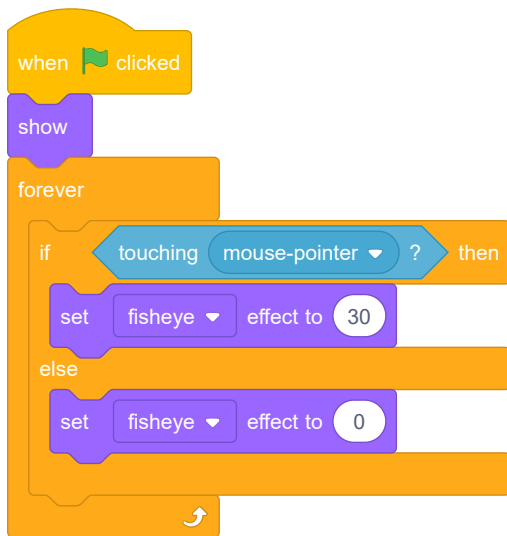 when clicked
show
forever
if touching mouse-pointer ? then
set fisheye effect to 30
else
set fisheye effect to 0